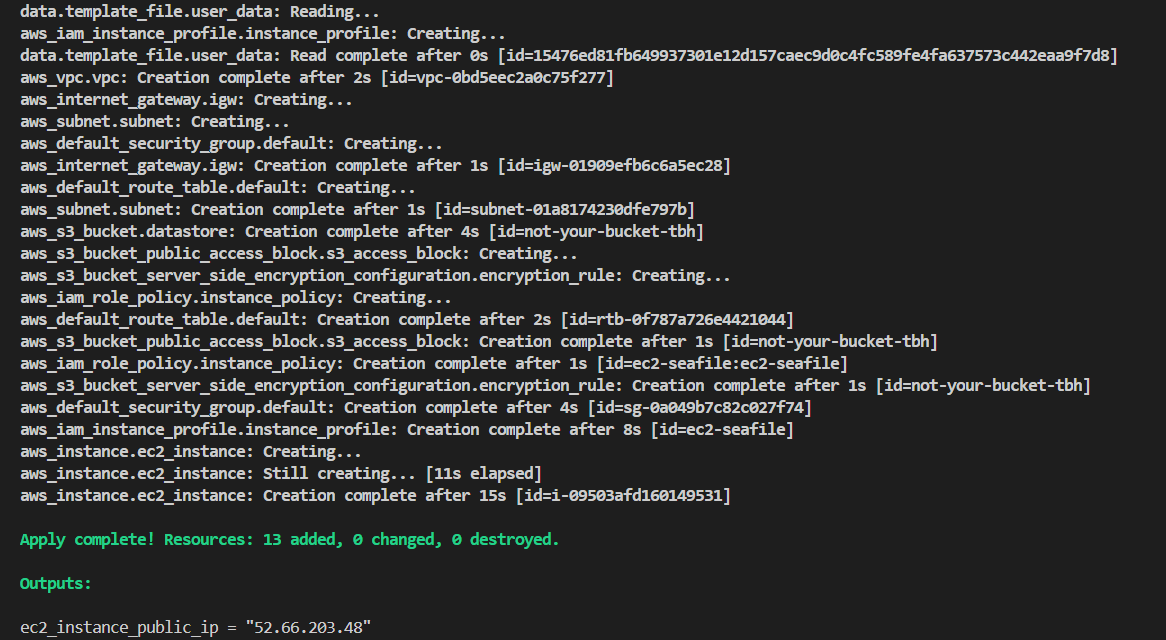 data.template_file.user_data: Reading...
aws_iam_instance_profile.instance_profile: Creating...
data.template_file.user_data: Read complete after 0s [id=15476ed81fb649937301e12d157caec9d0c4fc589fe4fa637573c442eaa9f7d8]
aws_vpc.vpc: Creation complete after 2s [id=vpc-0bd5eec2a0c75f277]
aws_internet_gateway.igw: Creating...
aws_subnet.subnet: Creating...
aws_default_security_group.default: Creating...
aws_internet_gateway.igw: Creation complete after 1s [id=igw-01909efb6c6a5ec28]
aws_default_route_table.default: Creating...
aws_subnet.subnet: Creation complete after 1s [id=subnet-01a8174230dfe797b]
aws_s3_bucket.datastore: Creation complete after 4s [id=not-your-bucket-tbh]
aws_s3_bucket_public_access_block.s3_access_block: Creating...
aws_s3_bucket_server_side_encryption_configuration.encryption_rule: Creating...
aws_iam_role_policy.instance_policy: Creating...
aws_default_route_table.default: Creation complete after 2s [id=rtb-0f787a726e4421044]
aws_s3_bucket_public_access_block.s3_access_block: Creation complete after 1s [id=not-your-bucket-tbh]
aws_iam_role_policy.instance_policy: Creation complete after 1s [id=ec2-seafile:ec2-seafile]
aws_s3_bucket_server_side_encryption_configuration.encryption_rule: Creation complete after 1s [id=not-your-bucket-tbh]
aws_default_security_group.default: Creation complete after 4s [id=sg-0a049b7c82c027f74]
aws_iam_instance_profile.instance_profile: Creation complete after 8s [id=ec2-seafile]
aws_instance.ec2_instance: Creating...
aws_instance.ec2_instance: Still creating... [11s elapsed]
aws_instance.ec2_instance: Creation complete after 15s [id=i-09503afd160149531]
Apply complete! Resources: 13 added, 0 changed, 0 destroyed.
Outputs:
ec2_instance_public_ip = "52.66.203.48"